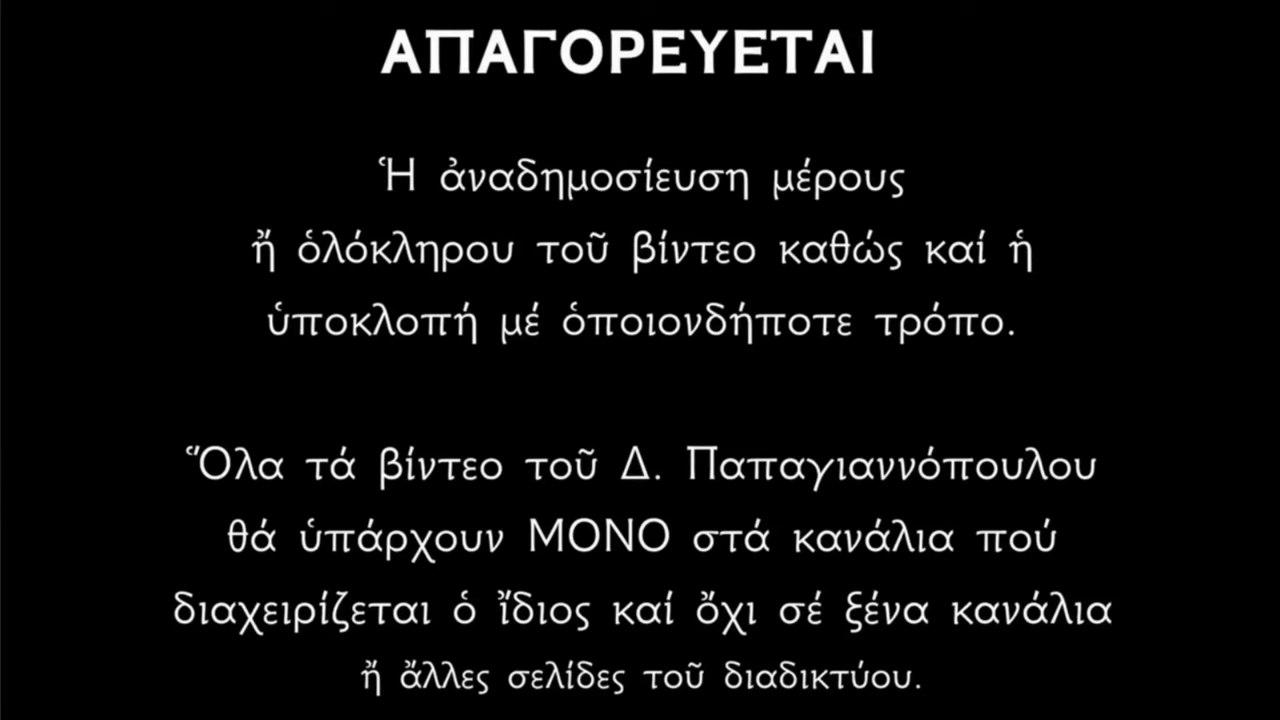 ΑΠΑΓΟΡΕΥΕΤΑΙ
Ἡ ἀναδημοσίευση μέρους
ἤ ὁλόκληρου τοῦ βίντεο καθώς καί ἡ
ὑποκλοπή μέ ὁποιονδήποτε τρόπο.
Ὅλα τά βίντεο τοῦ Δ. Παπαγιαννόπουλου
θά ὑπάρχουν ΜΟΝΟ στά κανάλια πού
διαχειρίζεται ὁ ἴδιος καί ὄχι σέ ξένα κανάλια
ἤ ἄλλες σελίδες τοῦ διαδικτύου.